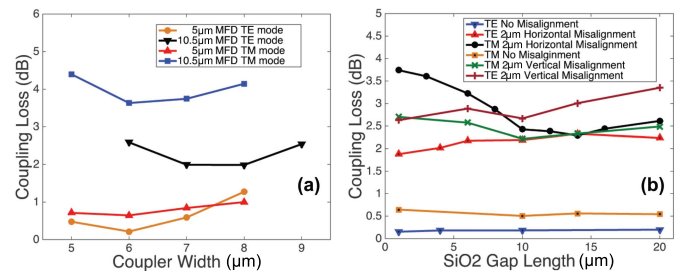 6
5
4
3
2
1
0
Coupling Loss (dB)
5μm MFD TE mode
10.5μm MFD TE mode
5μm MFD TM mode
10.5μm MFD TM mode
(a)
5 6 7 8 9
Coupler Width (μm)
5
4.5
4
3.5
3
2.5
2
1.5
1
0.5
0
Coupling Loss (dB)
TE No Misalignment
TE 2μm Horizontal Misalignment
TM 2μm Horizontal Misalignment
TM No Misalginment
TM 2μm Vertical Misalignment
TE 2μm Vertical Misalignment
(b)
0 5 10 15 20
SiO2 Gap Length (μm)